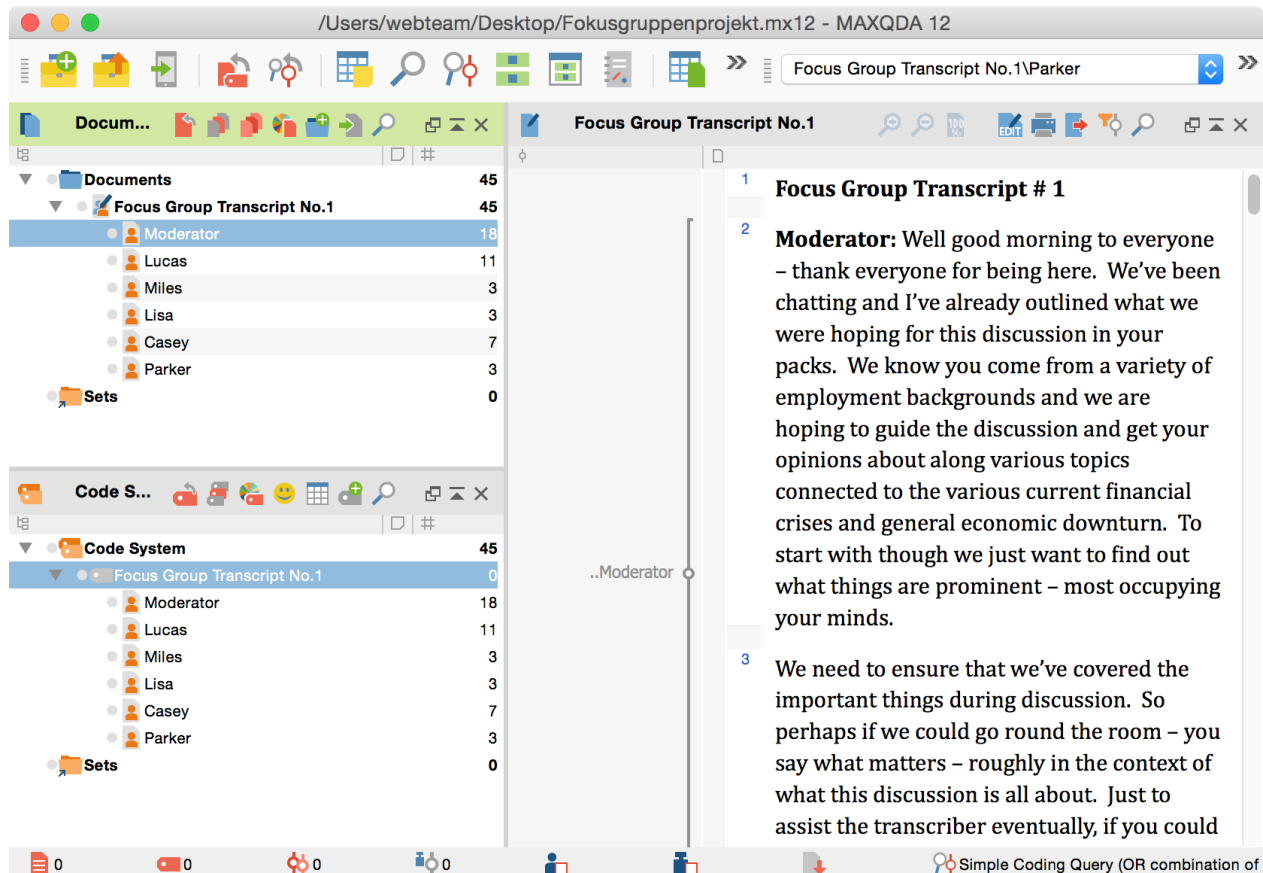 /Users/webteam/Desktop/Fokusgruppenprojekt.mx12 - MAXQDA 12
Focus Group Transcript No.1\Parker
Docum...
Documents 45
Focus Group Transcript No.1 45
Moderator 18
Lucas 11
Miles 3
Lisa 3
Casey 7
Parker 3
Sets 0
Code S...
Code System 45
Focus Group Transcript No.1 0
Moderator 18
Lucas 11
Miles 3
Lisa 3
Casey 7
Parker 3
Sets 0
Focus Group Transcript No.1
100 %
EDIT
..Moderator
1 Focus Group Transcript # 1
2 Moderator: Well good morning to everyone
– thank everyone for being here.  We’ve been
chatting and I’ve already outlined what we
were hoping for this discussion in your
packs.  We know you come from a variety of
employment backgrounds and we are
hoping to guide the discussion and get your
opinions about along various topics
connected to the various current financial
crises and general economic downturn.  To
start with though we just want to find out
what things are prominent – most occupying
your minds.
3 We need to ensure that we’ve covered the
important things during discussion.  So
perhaps if we could go round the room – you
say what matters – roughly in the context of
what this discussion is all about.  Just to
assist the transcriber eventually, if you could
0 0 0 0 Simple Coding Query (OR combination of